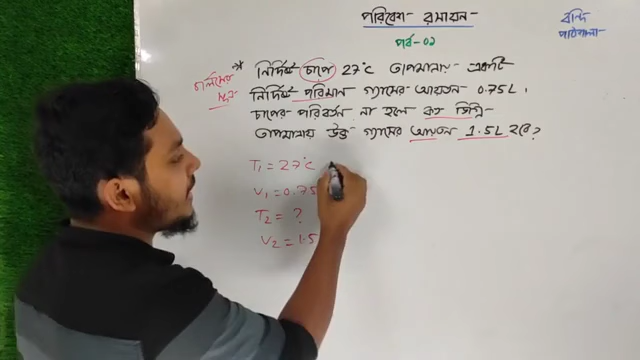 পরিবেশ রসায়ন
পর্ব-০১
বন্দি
পাঠশালা
* নির্দিষ্ট চাপে 27°C তাপমাত্রায় একটি
চার্লসের
সূত্র
নির্দিষ্ট পরিমান গ্যাসের আয়তন 0.75L,
চাপের পরিবর্তন না হলে কত ডিগ্রি
তাপমাত্রায় উক্ত গ্যাসের আয়তন 1.5L হবে?
T₁ = 27°C
V₁ = 0.75
T₂ = ?
V₂ = 1.5